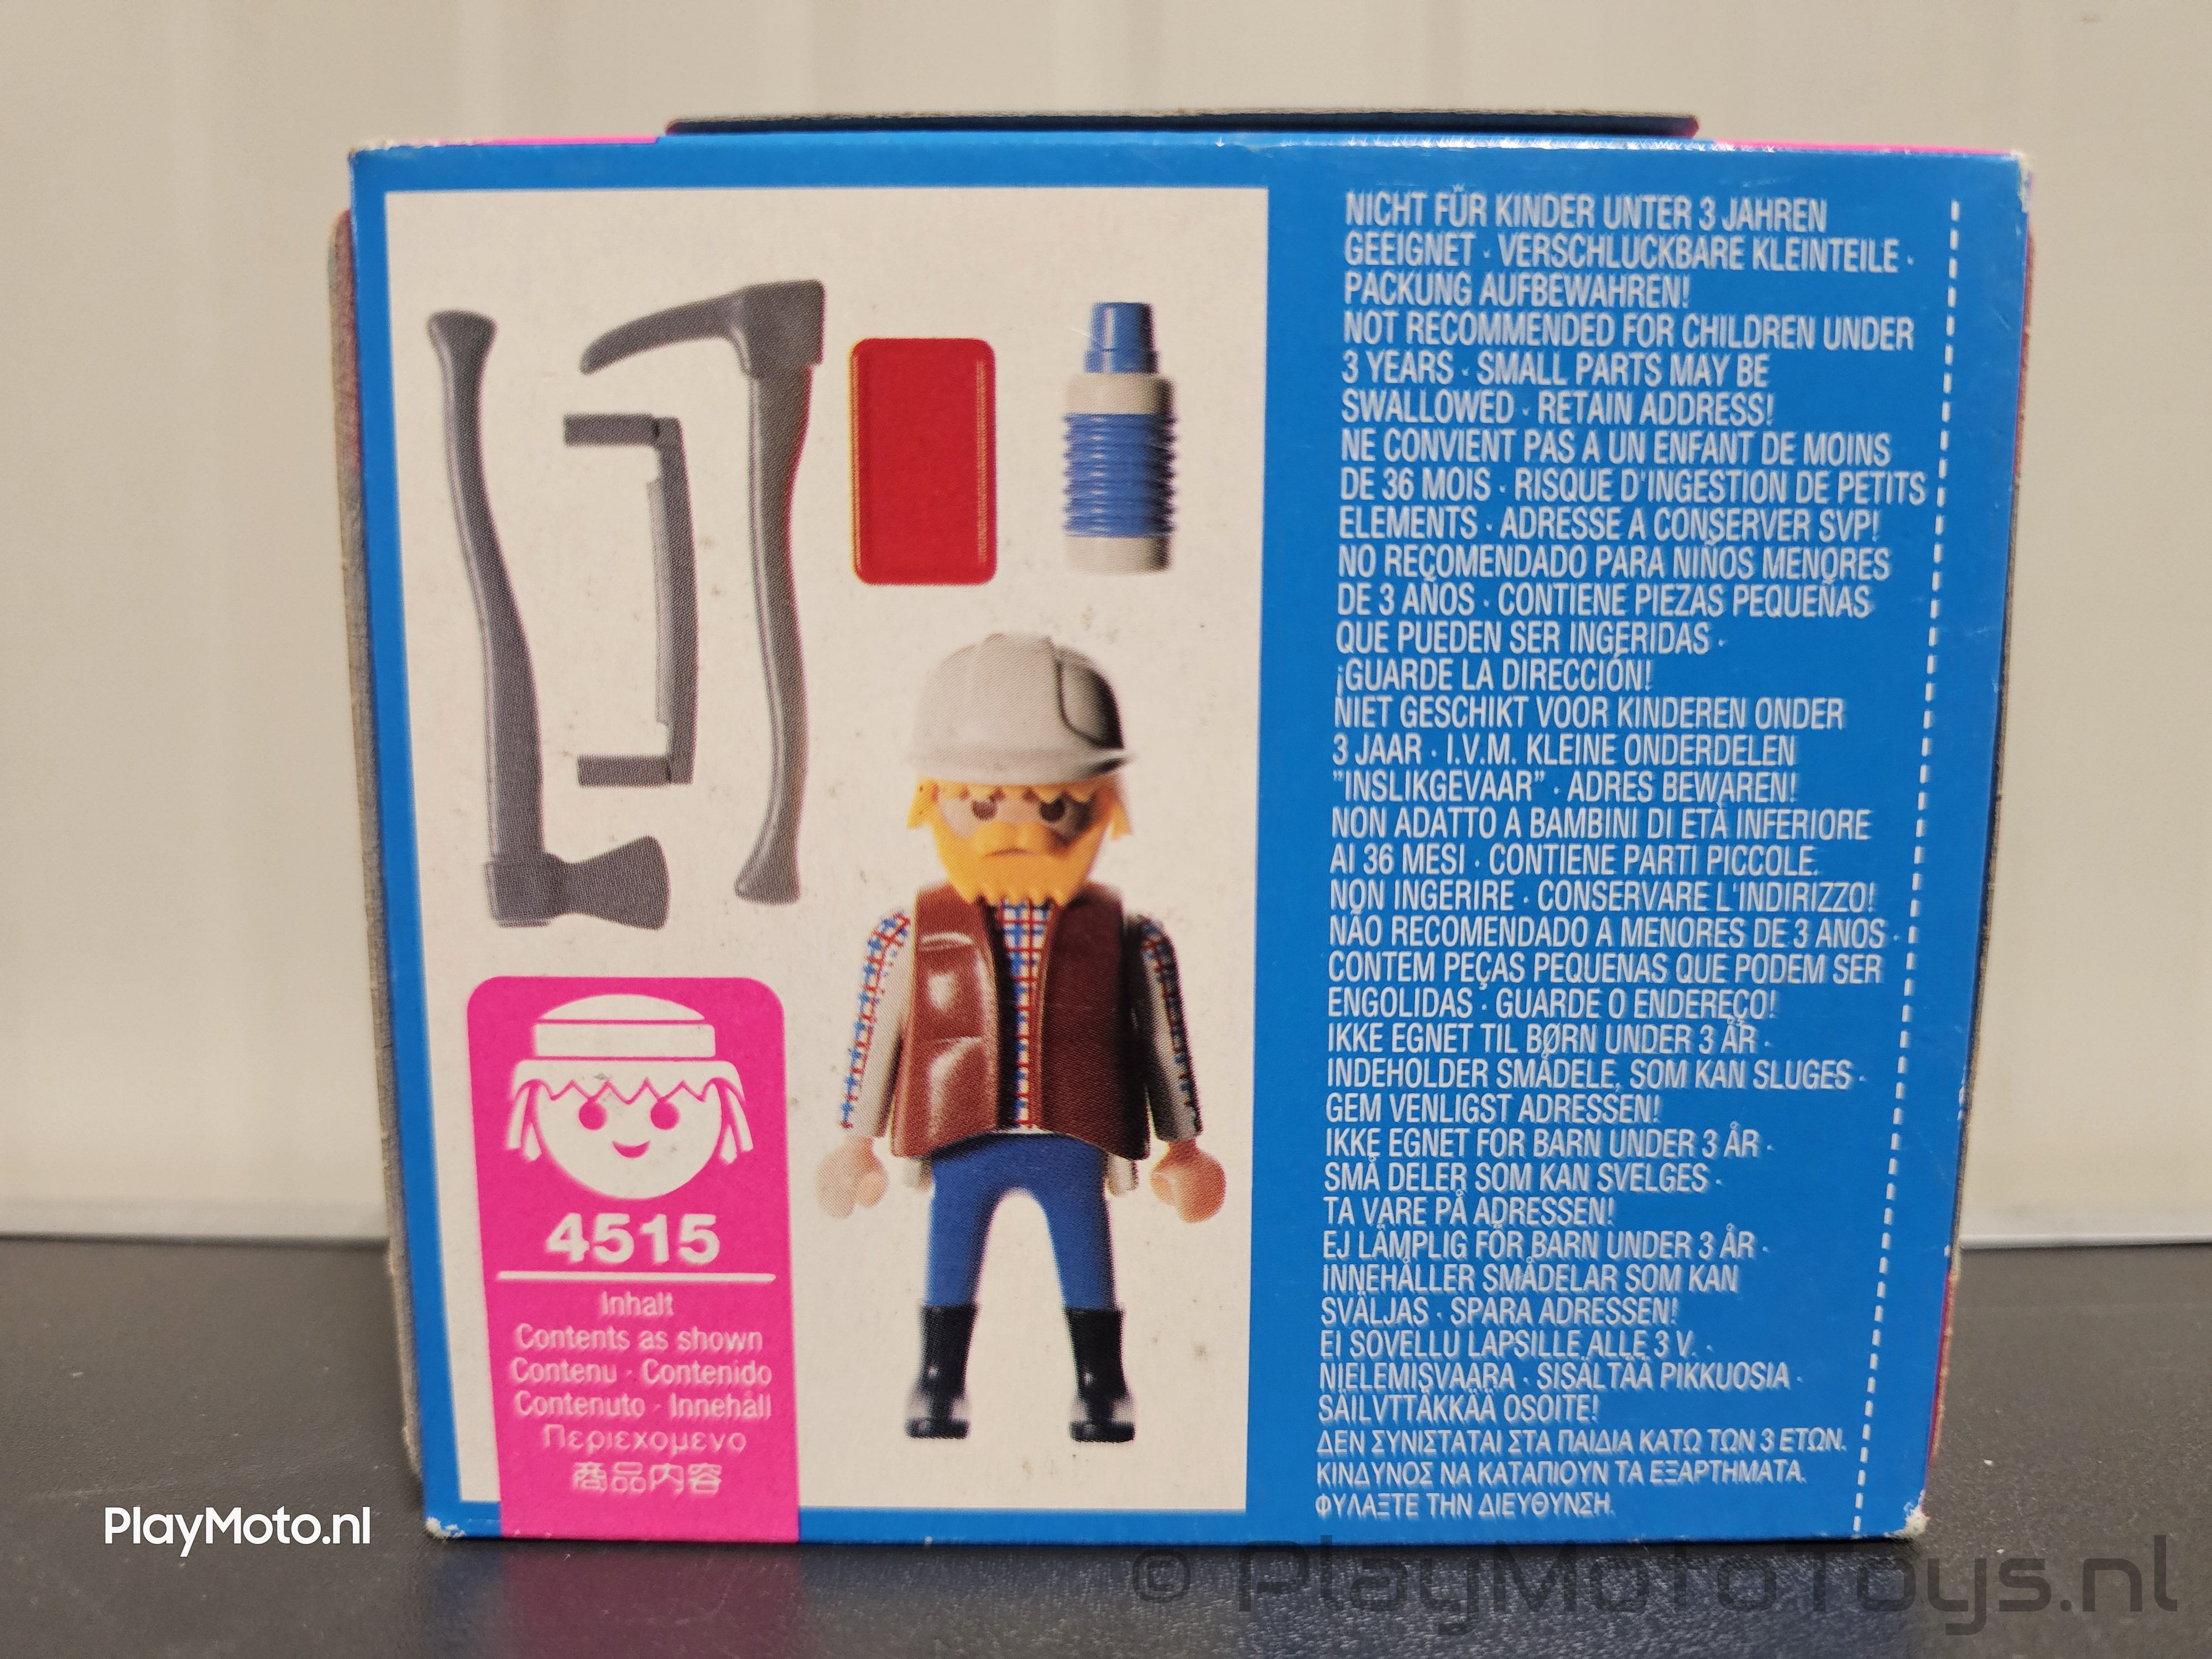 NICHT FÜR KINDER UNTER 3 JAHREN
GEEIGNET · VERSCHLUCKBARE KLEINTEILE ·
PACKUNG AUFBEWAHREN!
NOT RECOMMENDED FOR CHILDREN UNDER
3 YEARS · SMALL PARTS MAY BE
SWALLOWED · RETAIN ADDRESS!
NE CONVIENT PAS A UN ENFANT DE MOINS
DE 36 MOIS · RISQUE D'INGESTION DE PETITS
ELEMENTS · ADRESSE A CONSERVER SVP!
NO RECOMENDADO PARA NIÑOS MENORES
DE 3 AÑOS · CONTIENE PIEZAS PEQUEÑAS
QUE PUEDEN SER INGERIDAS ·
¡GUARDE LA DIRECCIÓN!
NIET GESCHIKT VOOR KINDEREN ONDER
3 JAAR · I.V.M. KLEINE ONDERDELEN
"INSLIKGEVAAR" · ADRES BEWAREN!
NON ADATTO A BAMBINI DI ETÀ INFERIORE
AI 36 MESI · CONTIENE PARTI PICCOLE.
NON INGERIRE · CONSERVARE L'INDIRIZZO!
NÃO RECOMENDADO A MENORES DE 3 ANOS ·
CONTEM PEÇAS PEQUENAS QUE PODEM SER
ENGOLIDAS · GUARDE O ENDEREÇO!
IKKE EGNET TIL BØRN UNDER 3 ÅR ·
INDEHOLDER SMÅDELE, SOM KAN SLUGES ·
GEM VENLIGST ADRESSEN!
IKKE EGNET FOR BARN UNDER 3 ÅR ·
SMÅ DELER SOM KAN SVELGES ·
TA VARE PÅ ADRESSEN!
EJ LÄMPLIG FÖR BARN UNDER 3 ÅR ·
INNEHÅLLER SMÅDELAR SOM KAN
SVÄLJAS · SPARA ADRESSEN!
EI SOVELLU LAPSILLE ALLE 3 V. ·
NIELEMISVAARA · SISÄLTÄÄ PIKKUOSIA ·
SÄILVTTÄKKÄÄ OSOITE!
ΔΕΝ ΣΥΝΙΣΤΑΤΑΙ ΣΤΑ ΠΑΙΔΙΑ ΚΑΤΩ ΤΩΝ 3 ΕΤΩΝ.
ΚΙΝΔΥΝΟΣ ΝΑ ΚΑΤΑΠΙΟΥΝ ΤΑ ΕΞΑΡΤΗΜΑΤΑ.
ΦΥΛΑΞΤΕ ΤΗΝ ΔΙΕΥΘΥΝΣΗ.
4515
Inhalt
Contents as shown
Contenu · Contenido
Contenuto · Innehåll
Περιεχομενο
商品内容
PlayMoto.nl
© PlayMotoToys.nl